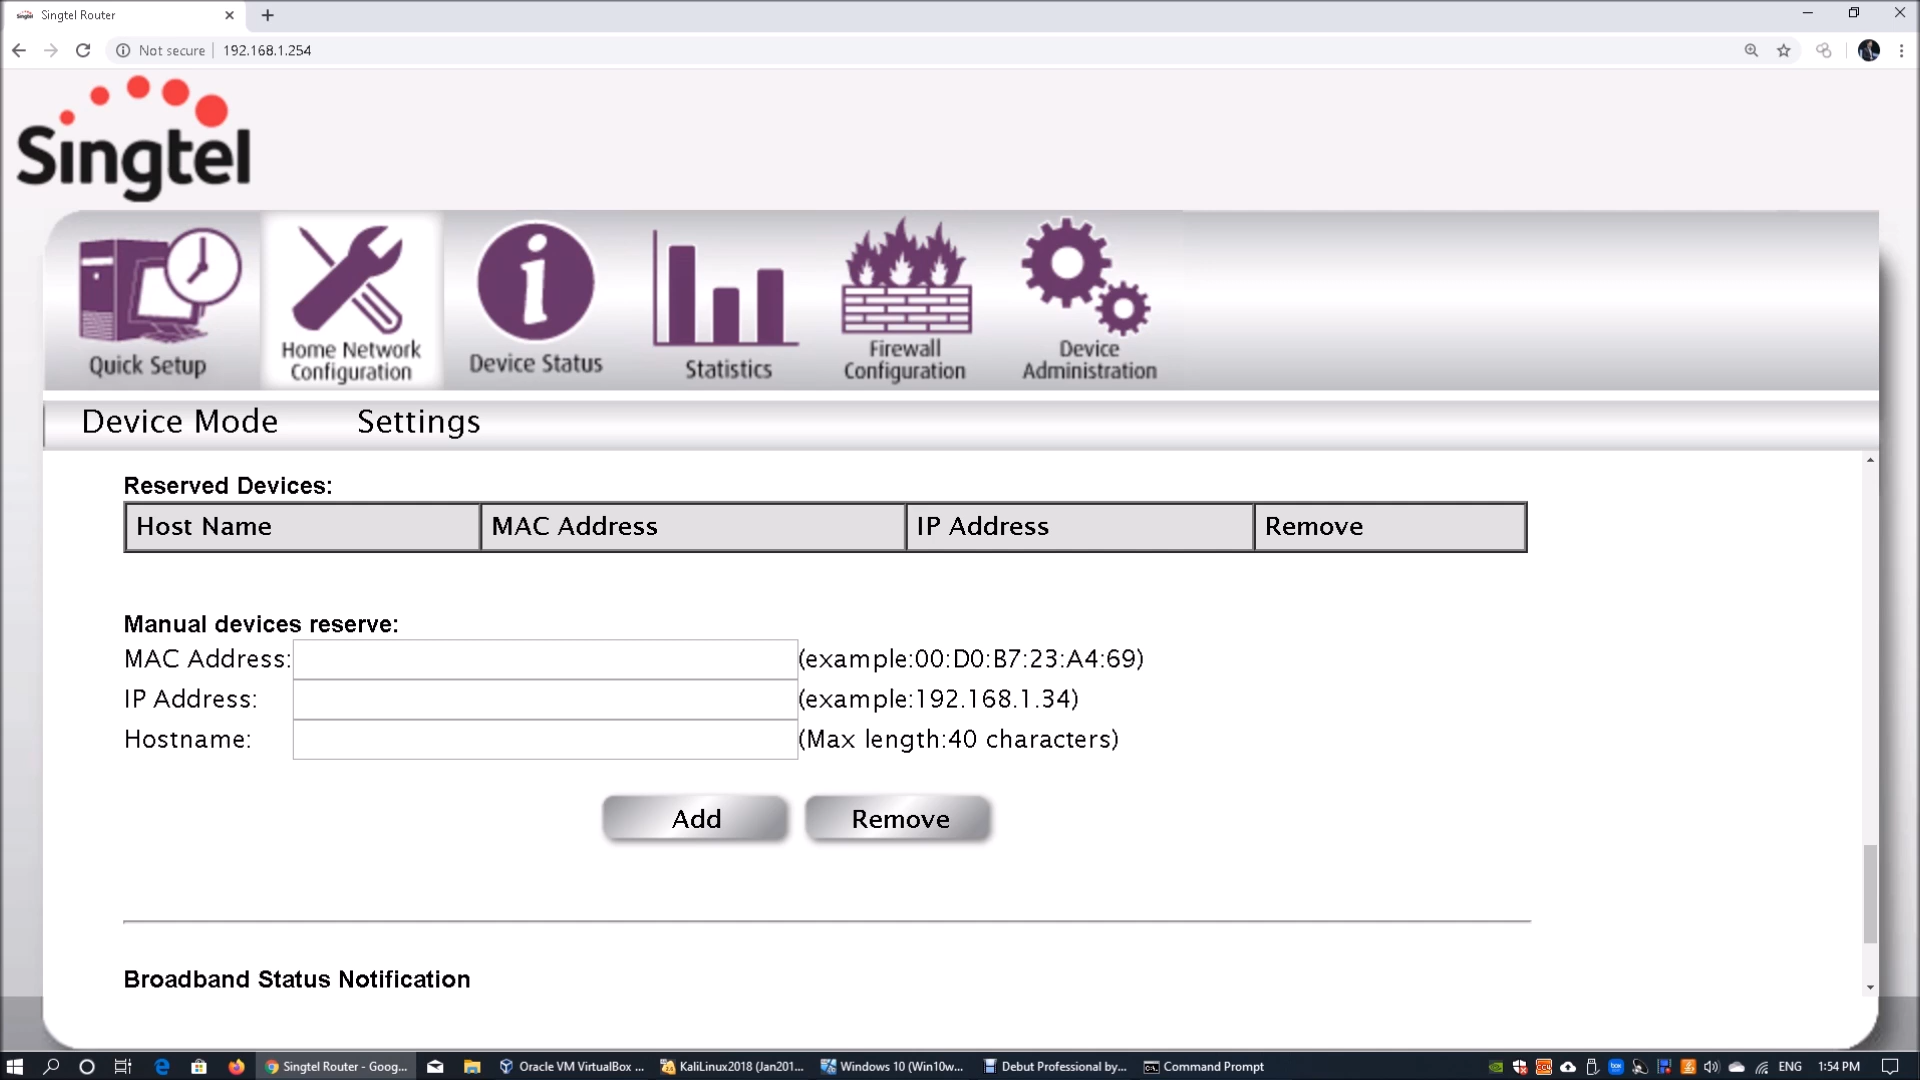 Singtel Singtel Router
Not secure 192.168.1.254
Singtel
Quick Setup
Home Network
Configuration
Device Status
Statistics
Firewall
Configuration
Device
Administration
Device Mode Settings
Reserved Devices:
Host Name MAC Address IP Address Remove
Manual devices reserve:
MAC Address: (example:00:D0:B7:23:A4:69)
IP Address: (example:192.168.1.34)
Hostname: (Max length:40 characters)
Add Remove
Broadband Status Notification
Singtel Router - Goog... Oracle VM VirtualBox ... KaliLinux2018 (Jan201... Windows 10 (Win10w... Debut Professional by... Command Prompt ENG 1:54 PM